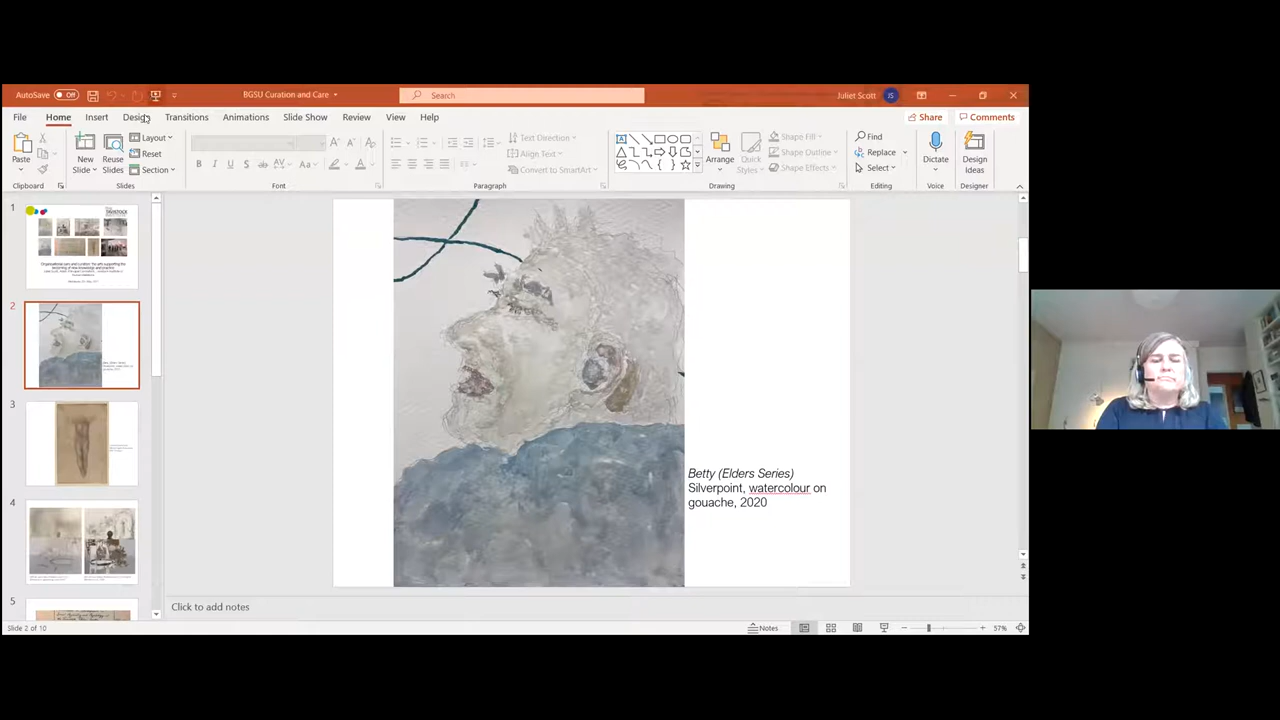 AutoSave Off BGSU Curation and Care Search Juliet Scott JS
File Home Insert Design Transitions Animations Slide Show Review View Help Share Comments
Paste
New
Slide
Reuse
Slides
Layout
Reset
Section
B I U S ab AV Aa A
Text Direction
Align Text
Convert to SmartArt
Arrange
Quick
Styles
Shape Fill
Shape Outline
Shape Effects
Find
Replace
Select
Dictate
Design
Ideas
Clipboard Slides Font Paragraph Drawing Editing Voice Designer
1
TAVISTOCK
2
3
4
5
Betty (Elders Series)
Silverpoint, watercolour on
gouache, 2020
Click to add notes
Slide 2 of 10 Notes 57%